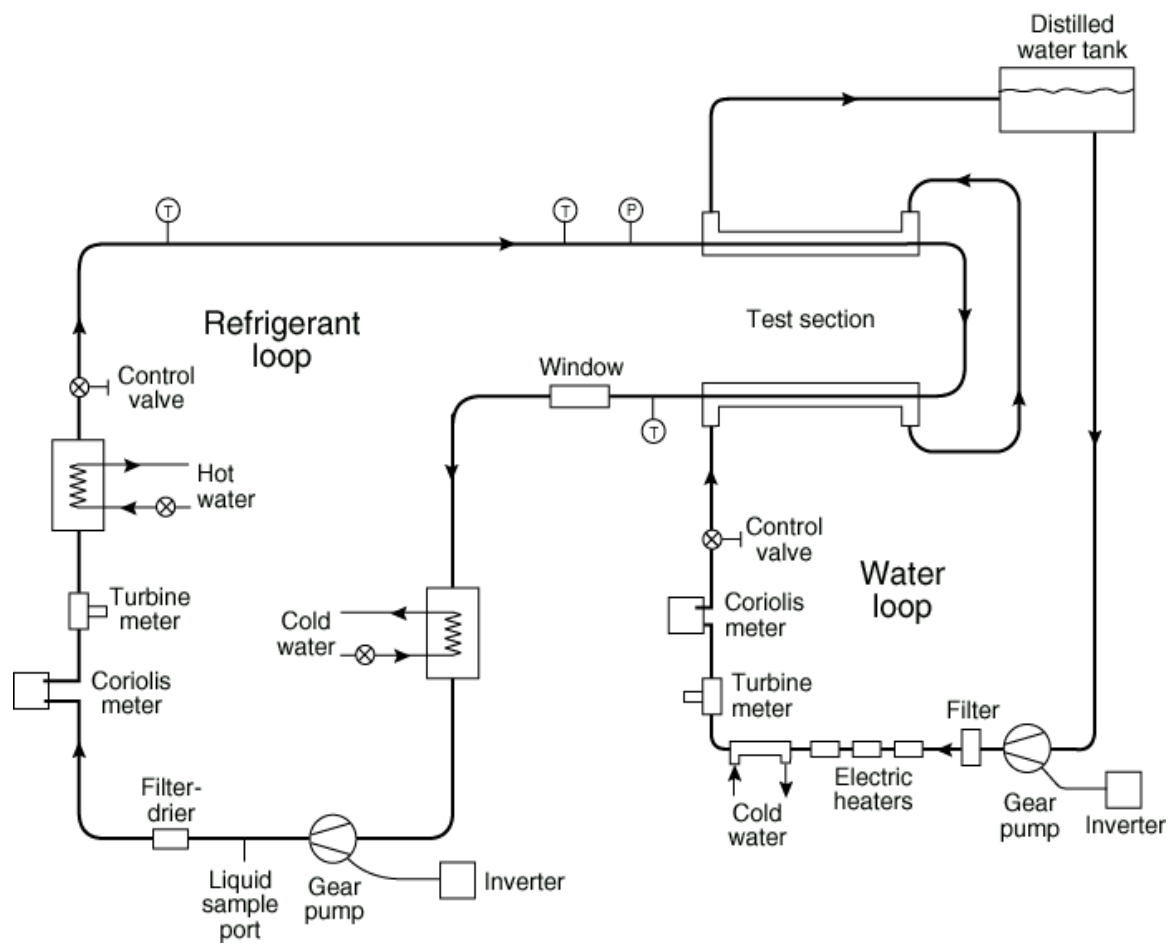 Distilled
water tank
T
T
P
Refrigerant
loop
Test section
Window
Control
valve
T
Hot
water
Control
valve
Water
loop
Turbine
meter
Cold
water
Coriolis
meter
Coriolis
meter
Turbine
meter
Filter
Electric
heaters
Filter-
drier
Cold
water
Gear
pump
Inverter
Liquid
sample
port
Gear
pump
Inverter